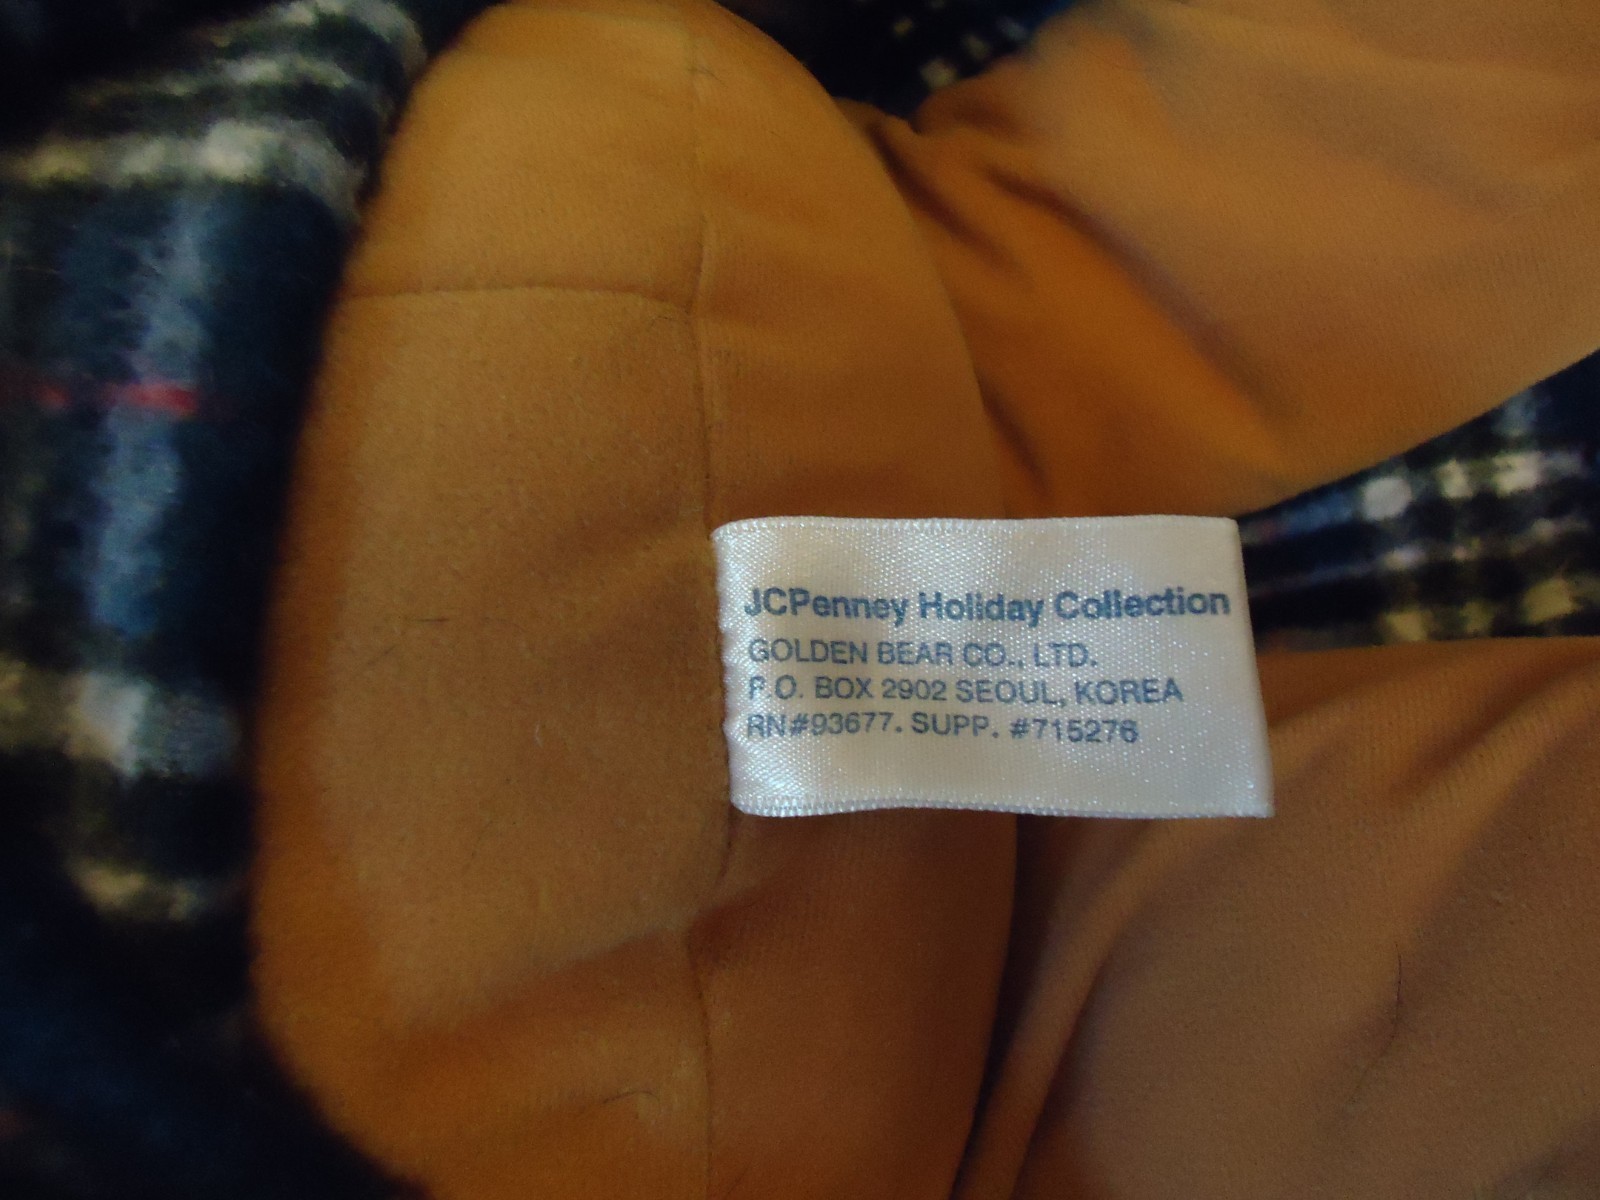 JCPenney Holiday Collection
GOLDEN BEAR CO., LTD.
P.O. BOX 2902 SEOUL, KOREA
RN#93677. SUPP. #715276